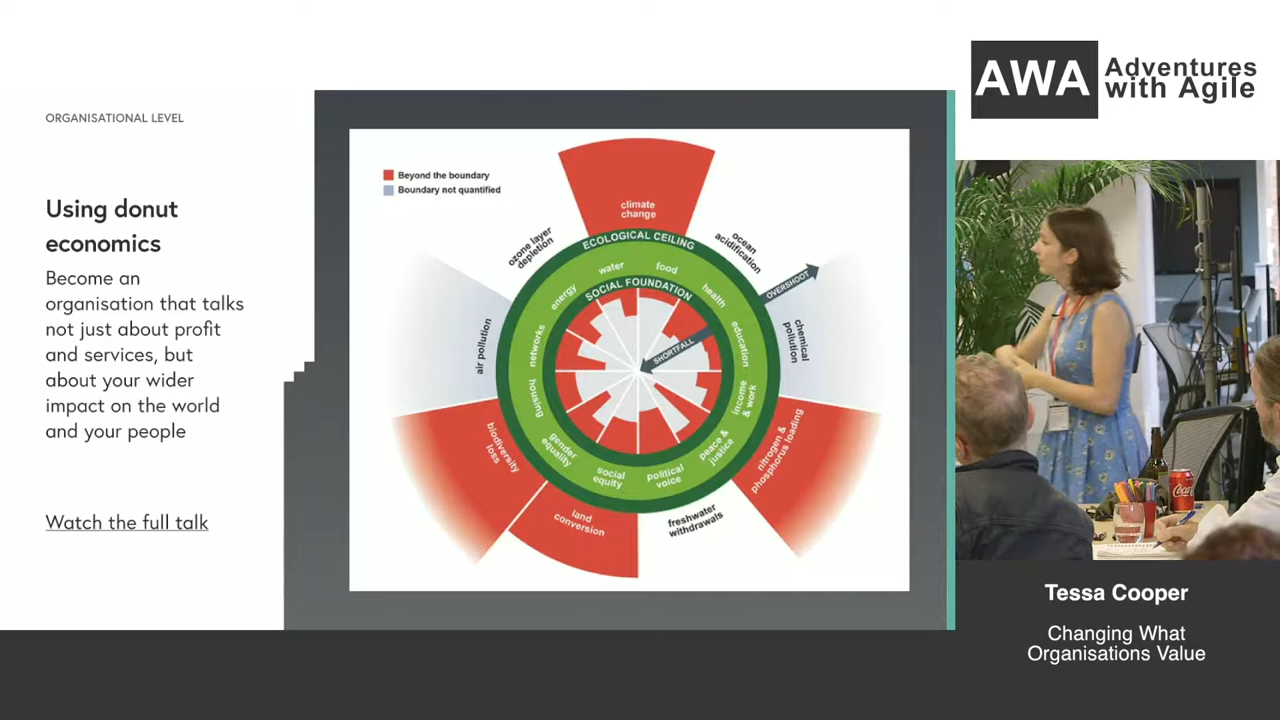 ORGANISATIONAL LEVEL
Using donut
economics
Become an
organisation that talks
not just about profit
and services, but
about your wider
impact on the world
and your people
Watch the full talk
Beyond the boundary
Boundary not quantified
climate
change
ozone layer
depletion
ocean
acidification
ECOLOGICAL CEILING
water
food
energy
health
SOCIAL FOUNDATION
OVERSHOOT
SHORTFALL
air pollution
networks
education
chemical
pollution
housing
income
& work
gender
equality
peace &
justice
social
equity
political
voice
biodiversity
loss
nitrogen &
phosphorus loading
land
conversion
freshwater
withdrawals
AWA Adventures
with Agile
Coca
Tessa Cooper
Changing What
Organisations Value